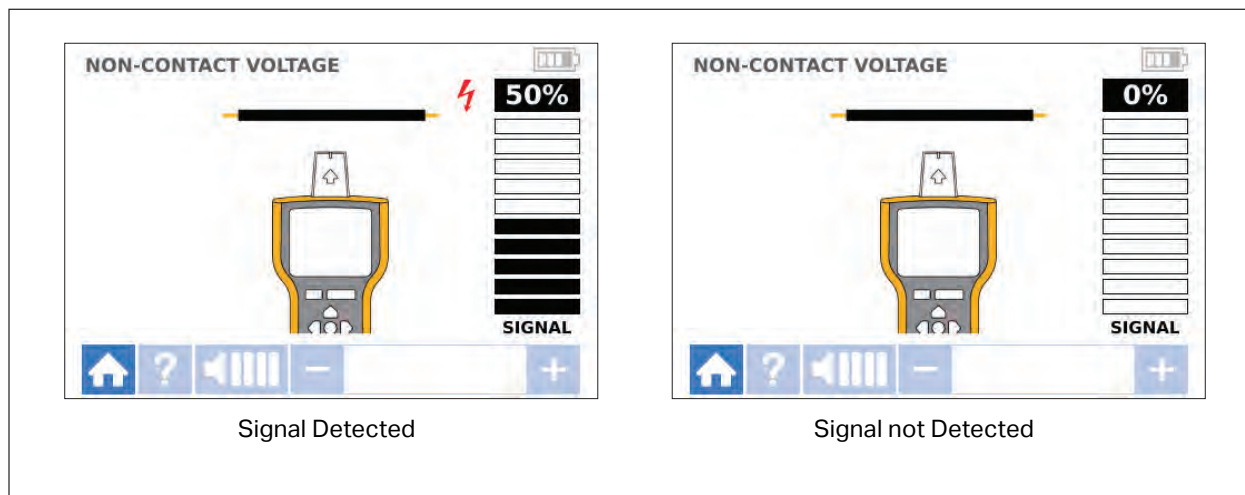 NON-CONTACT VOLTAGE
50%
SIGNAL
?
−
+
Signal Detected
NON-CONTACT VOLTAGE
0%
SIGNAL
?
−
+
Signal not Detected